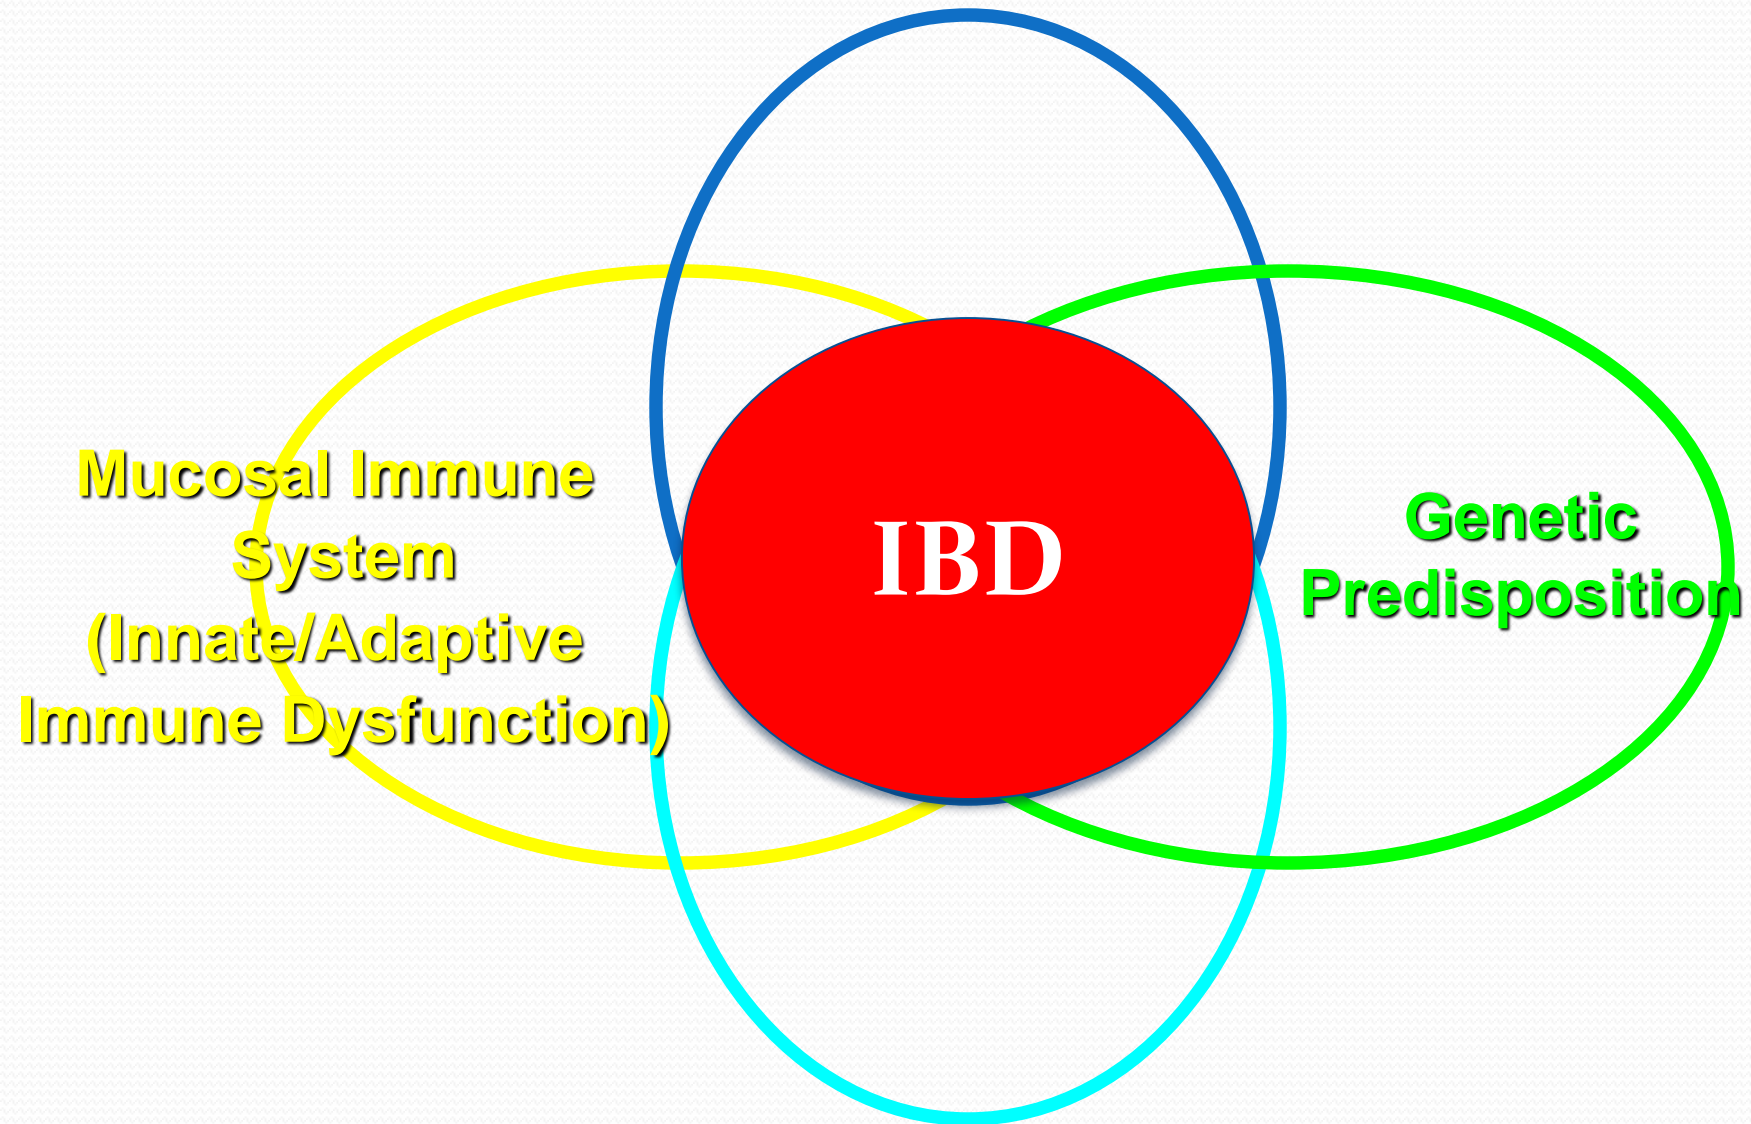 Mucosal Immune
System
(Innate/Adaptive
Immune Dysfunction)
IBD
Genetic
Predisposition